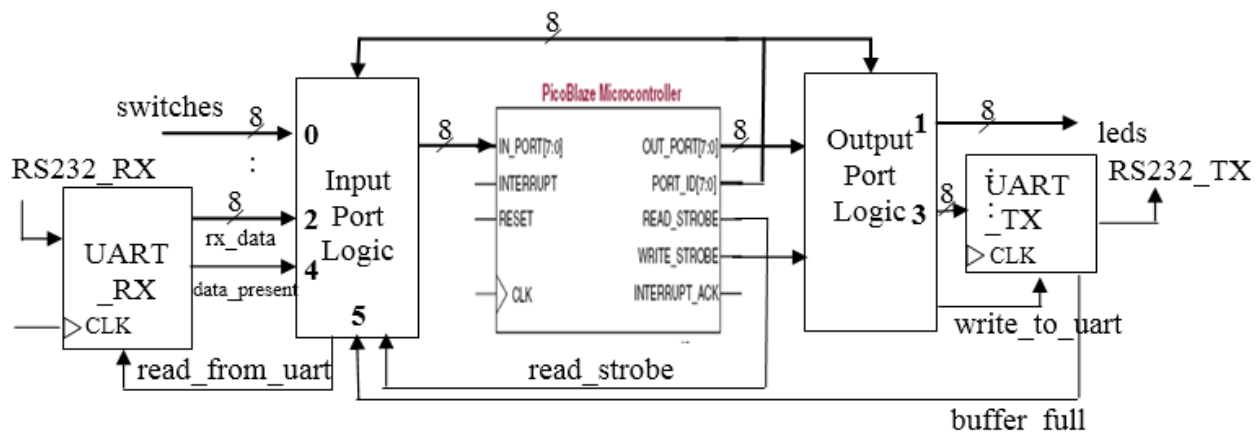 8
PicoBlaze Microcontroller
switches
8
0
:
8
IN_PORT[7:0]
OUT_PORT[7:0]
8
Output
Port
Logic
1
8
leds
RS232_RX
Input
Port
Logic
INTERRUPT
PORT_ID[7:0]
RS232_TX
UART
_RX
8
rx_data
2
RESET
READ_STROBE
3
8
:
UART
:
_TX
data_present
4
WRITE_STROBE
CLK
CLK
5
CLK
INTERRUPT_ACK
write_to_uart
read_from_uart
read_strobe
buffer_full